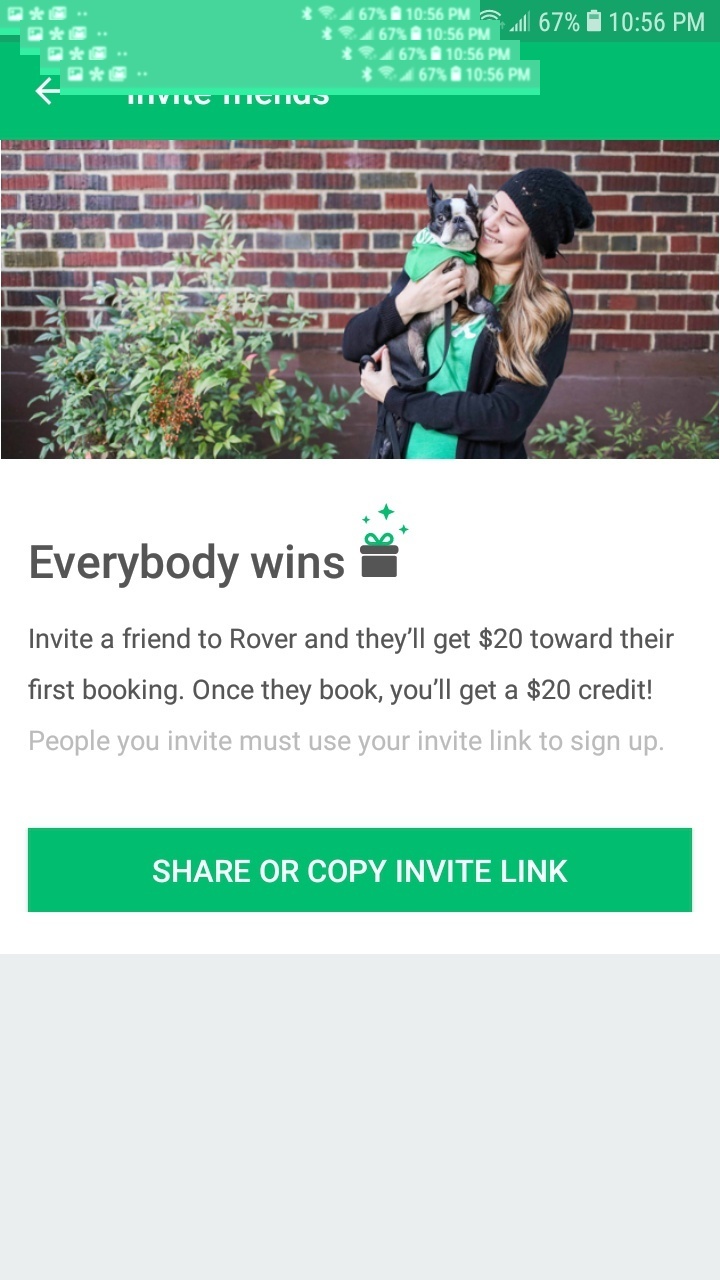 67% 10:56 PM
67% 10:56 PM
67% 10:56 PM
67% 10:56 PM
67% 10:56 PM
Invite friends
Everybody wins
Invite a friend to Rover and they’ll get $20 toward their
first booking. Once they book, you’ll get a $20 credit!
People you invite must use your invite link to sign up.
SHARE OR COPY INVITE LINK